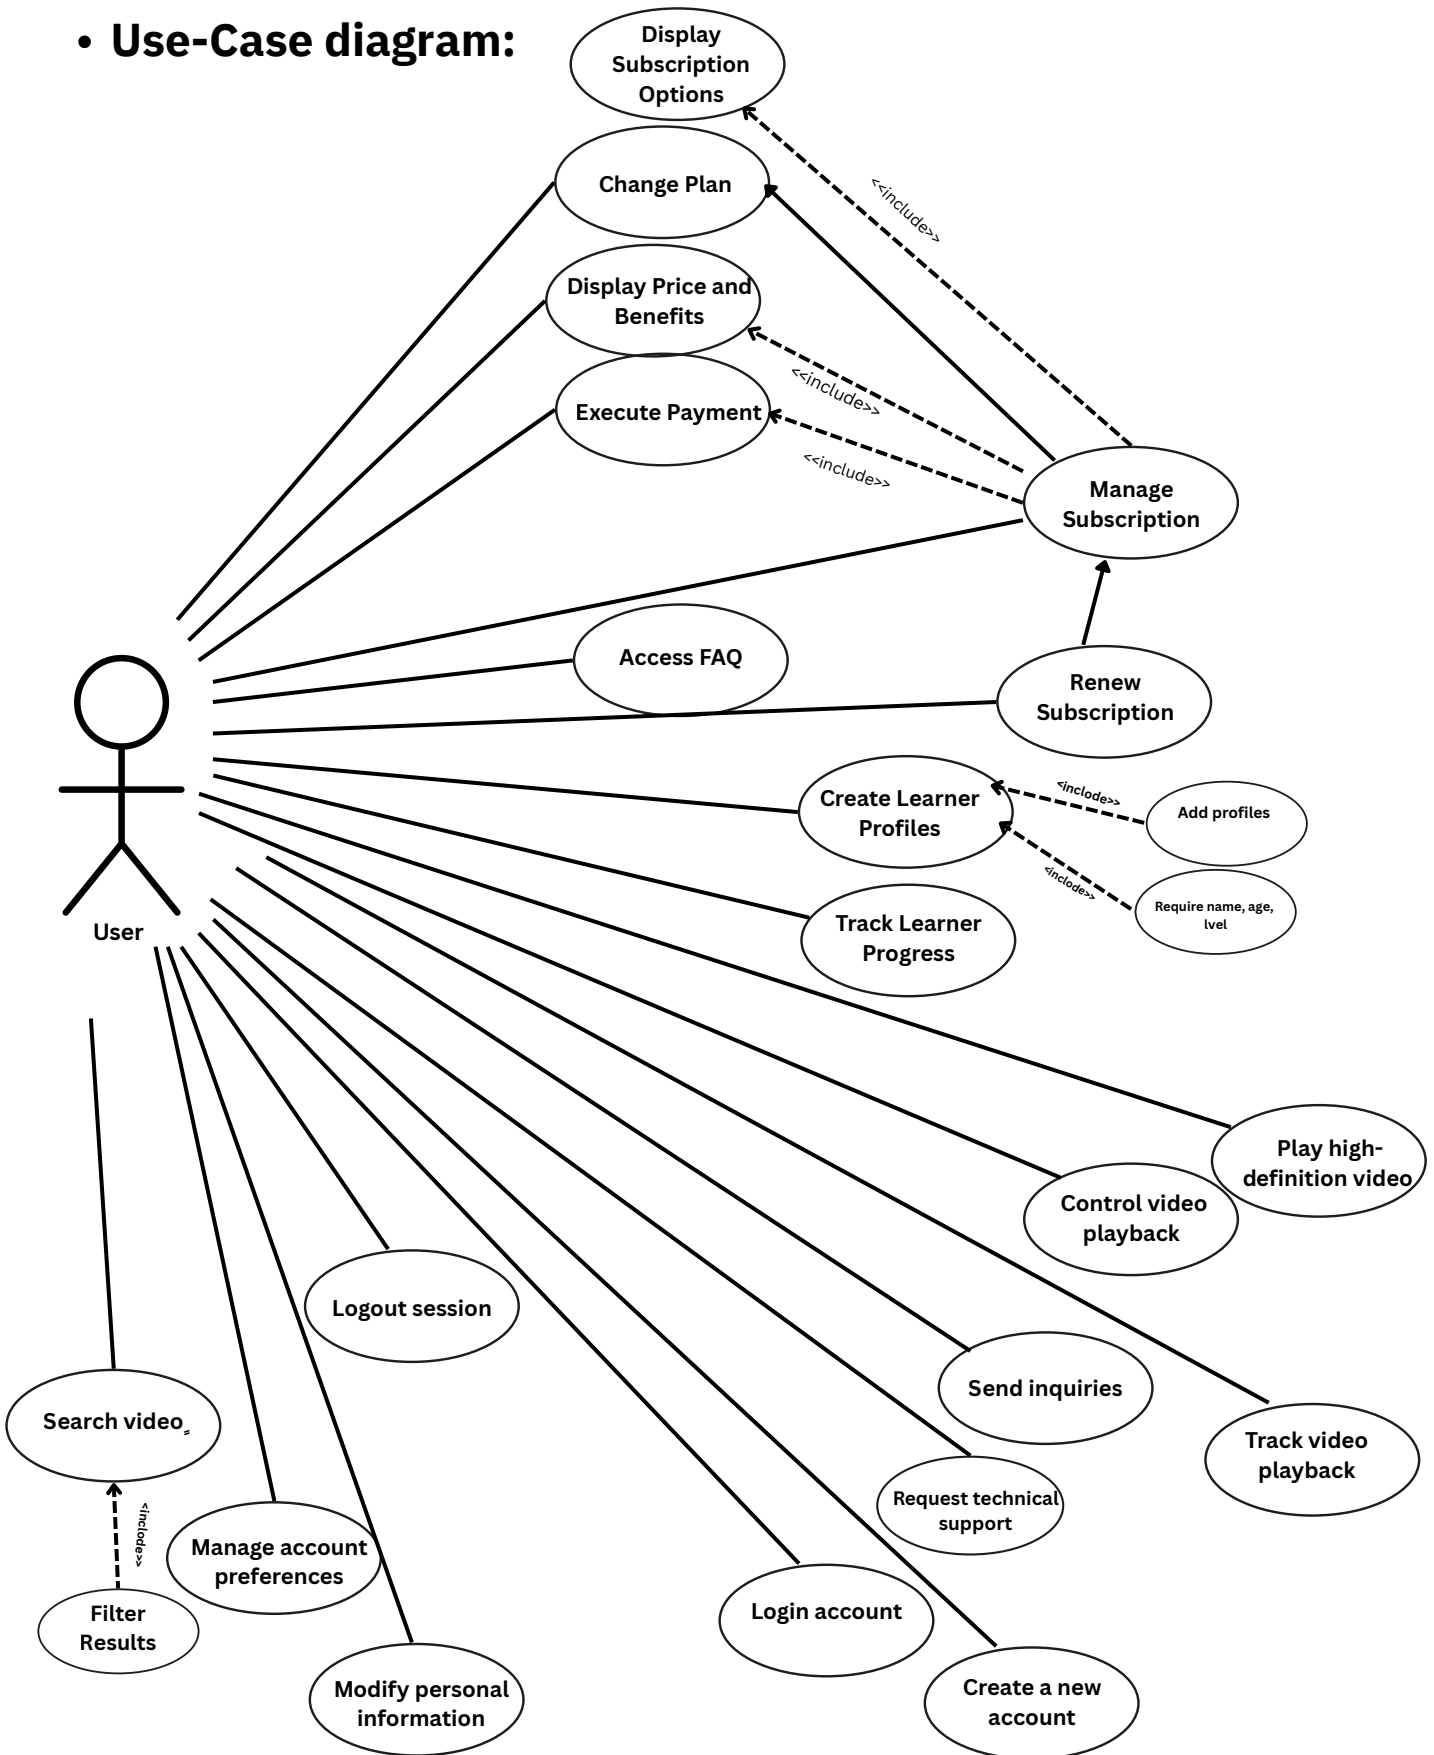 • Use-Case diagram:
Display
Subscription
Options
Change Plan
<<include>>
Display Price and
Benefits
<<include>>
Execute Payment
<<include>>
Manage
Subscription
Access FAQ
Renew
Subscription
Create Learner
Profiles
<inclode>>
Add profiles
<inclode>>
Require name, age,
lvel
Track Learner
Progress
User
Play high-
definition video
Control video
playback
Logout session
Send inquiries
Search video
Track video
playback
Request technical
support
<inclode>>
Manage account
preferences
Filter
Results
Login account
Modify personal
information
Create a new
account